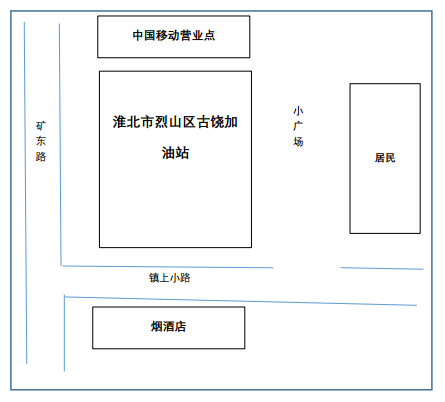 中国移动营业点
淮北市烈山区古饶加
油站
小广场
矿东路
居民
镇上小路
烟酒店